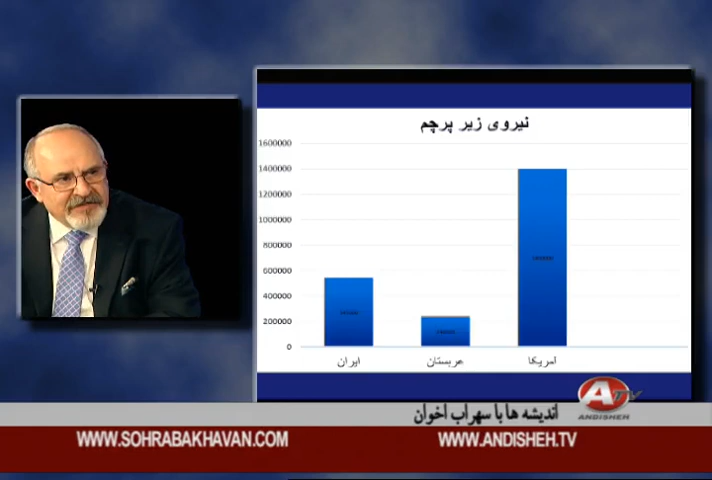 نیروی زیر پرچم
1600000
1400000
1200000
1000000
800000
600000
400000
200000
0
ایران
عربستان
امریکا
ATV
ANDISHEH
اندیشه ها با سهراب اخوان
WWW.SOHRABAKHAVAN.COM
WWW.ANDISHEH.TV